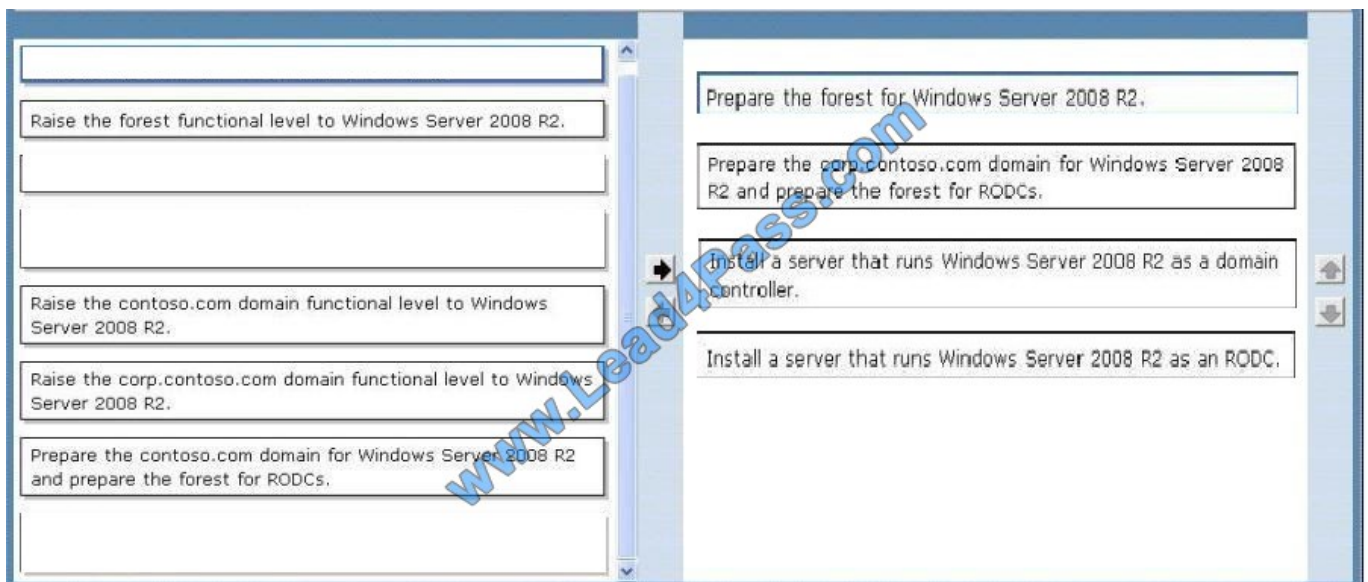 Raise the forest functional level to Windows Server 2008 R2.
Raise the contoso.com domain functional level to Windows
Server 2008 R2.
Raise the corp.contoso.com domain functional level to Windows
Server 2008 R2.
Prepare the contoso.com domain for Windows Server 2008 R2
and prepare the forest for RODCs.
Prepare the forest for Windows Server 2008 R2.
Prepare the corp.contoso.com domain for Windows Server 2008
R2 and prepare the forest for RODCs.
Install a server that runs Windows Server 2008 R2 as a domain
controller.
Install a server that runs Windows Server 2008 R2 as an RODC.
www.Lead4Pass.com